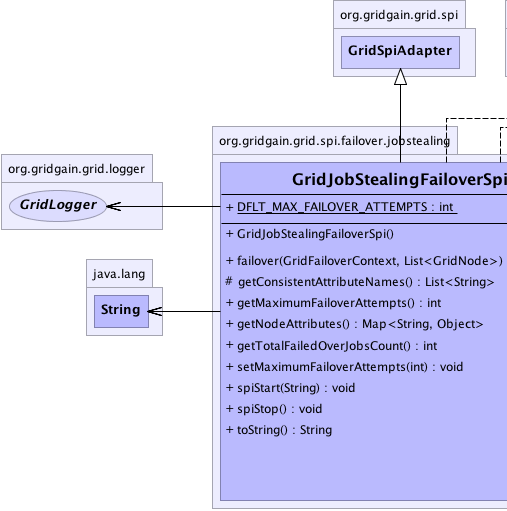 org.gridgain.grid.spi
GridSpiAdapter
org.gridgain.grid.spi.failover.jobstealing
org.gridgain.grid.logger
GridLogger
java.lang
String
GridJobStealingFailoverSpi
+ DFLT_MAX_FAILOVER_ATTEMPTS : int
+ GridJobStealingFailoverSpi()
+ failover(GridFailoverContext, List<GridNode>)
# getConsistentAttributeNames() : List<String>
+ getMaximumFailoverAttempts() : int
+ getNodeAttributes() : Map<String, Object>
+ getTotalFailedOverJobsCount() : int
+ setMaximumFailoverAttempts(int) : void
+ spiStart(String) : void
+ spiStop() : void
+ toString() : String